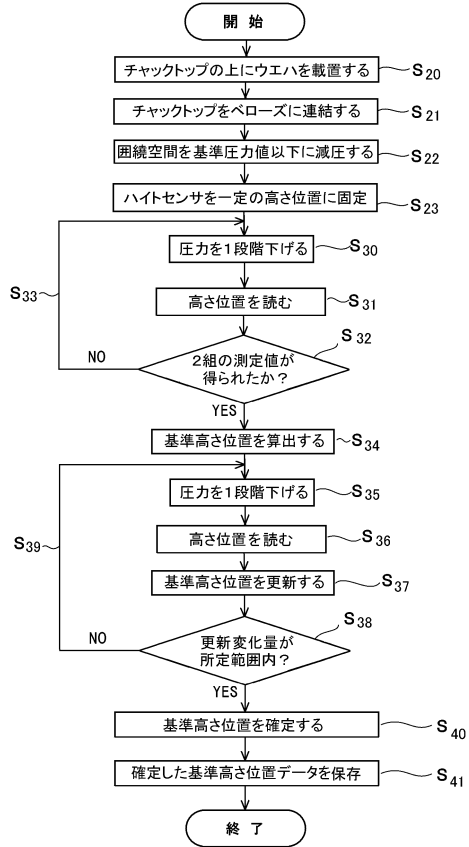 開 始
チャックトップの上にウエハを載置する S20
チャックトップをベローズに連結する S21
囲繞空間を基準圧力値以下に減圧する S22
ハイトセンサを一定の高さ位置に固定 S23
圧力を1段階下げる S30
S33
高さ位置を読む S31
S32
2組の測定値が
得られたか？
NO
YES
基準高さ位置を算出する S34
圧力を1段階下げる S35
高さ位置を読む S36
S39
基準高さ位置を更新する S37
S38
更新変化量が
所定範囲内？
NO
YES
基準高さ位置を確定する S40
確定した基準高さ位置データを保存 S41
終 了